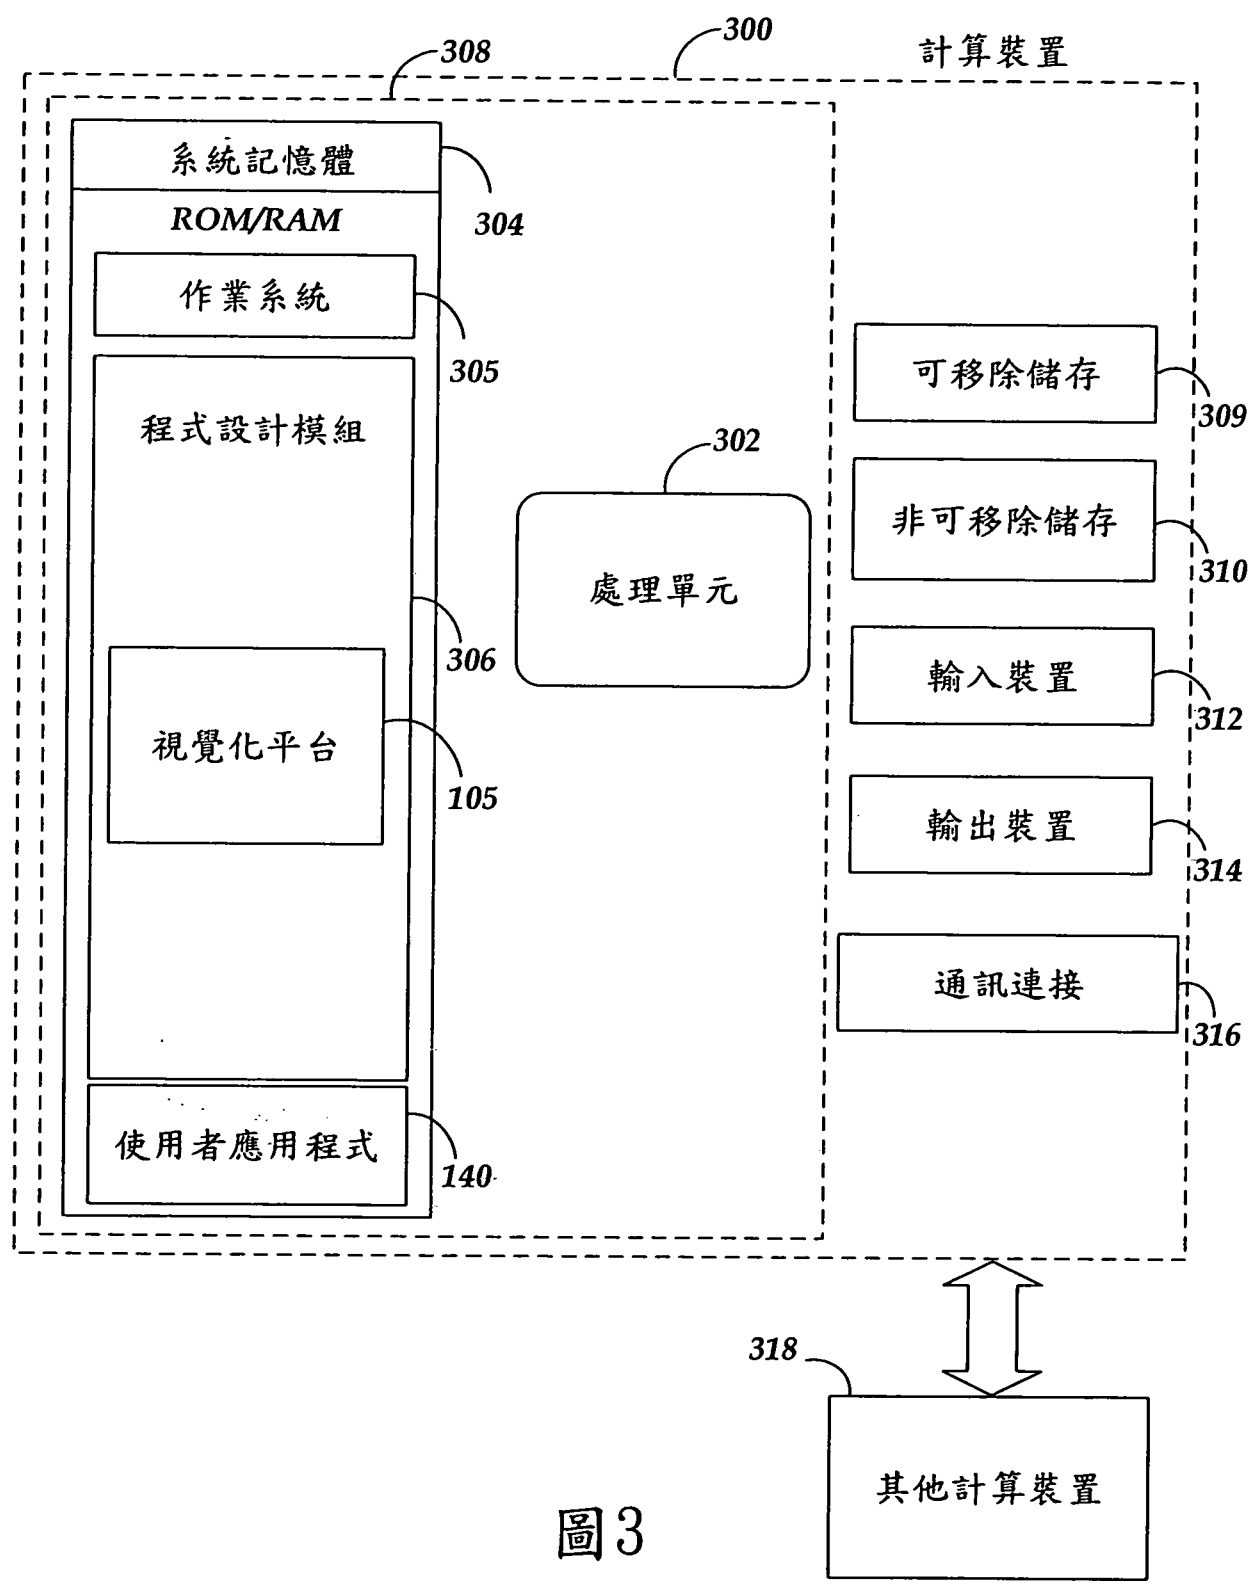 300
計算裝置
308
系統記憶體
304
ROM/RAM
作業系統
305
程式設計模組
306
視覺化平台
105
使用者應用程式
140
302
處理單元
可移除儲存
309
非可移除儲存
310
輸入裝置
312
輸出裝置
314
通訊連接
316
318
其他計算裝置
圖3